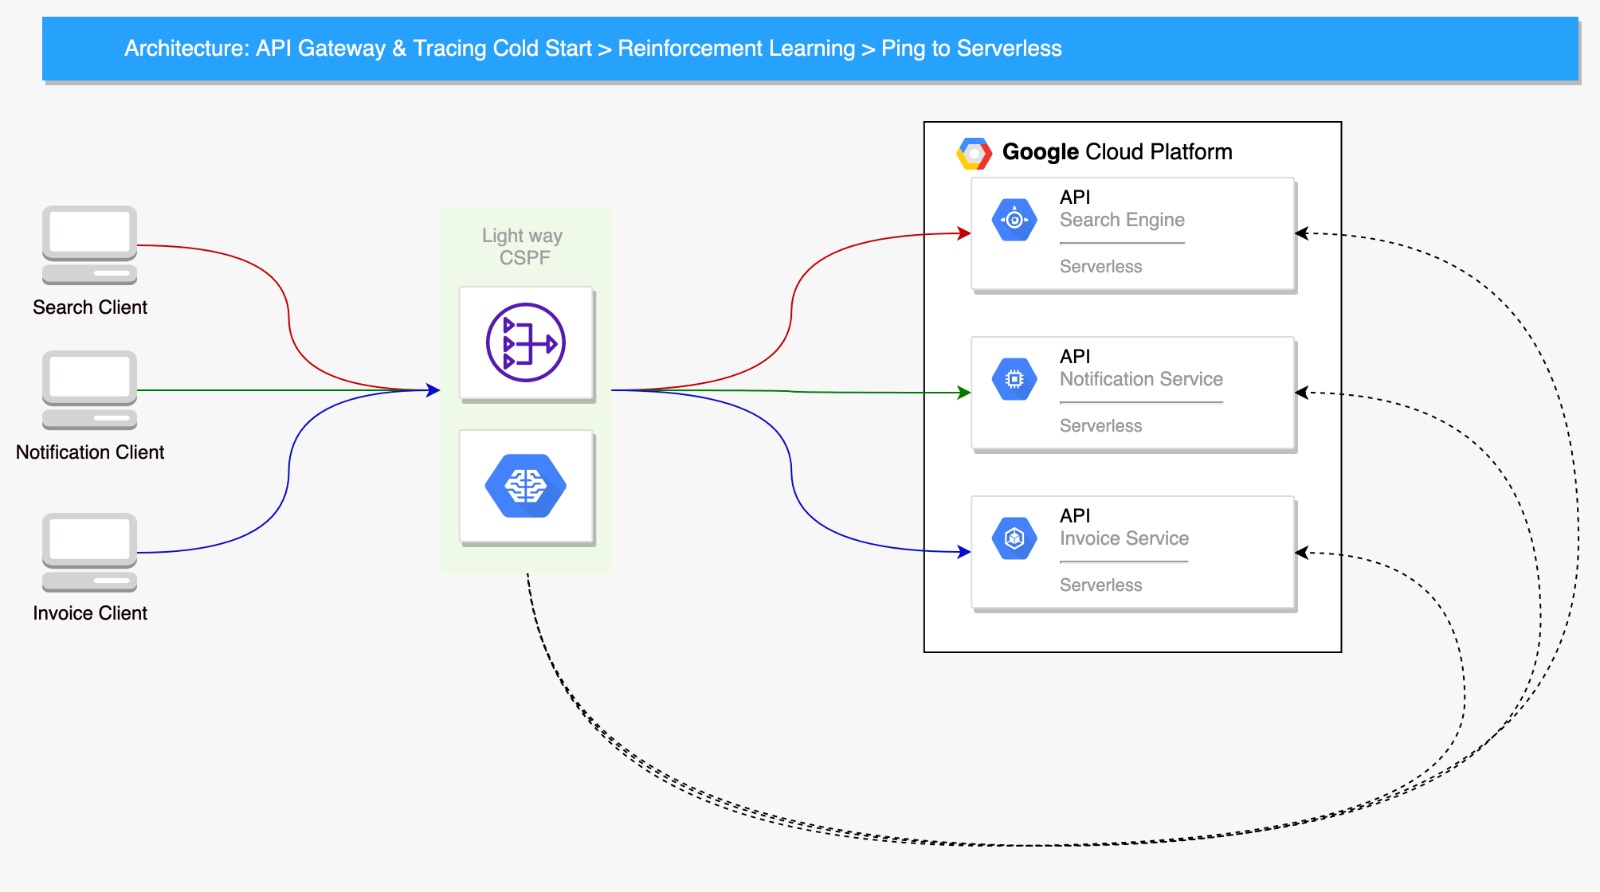 Architecture: API Gateway & Tracing Cold Start > Reinforcement Learning > Ping to Serverless
Google Cloud Platform
API
Search Engine
Serverless
Light way
CSPF
Search Client
API
Notification Service
Serverless
Notification Client
API
Invoice Service
Serverless
Invoice Client